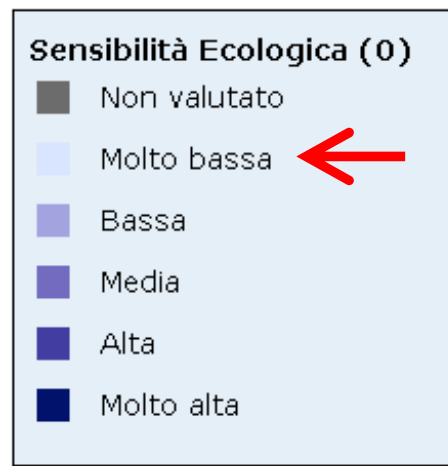 Sensibilità Ecologica (0)
Non valutato
Molto bassa
Bassa
Media
Alta
Molto alta